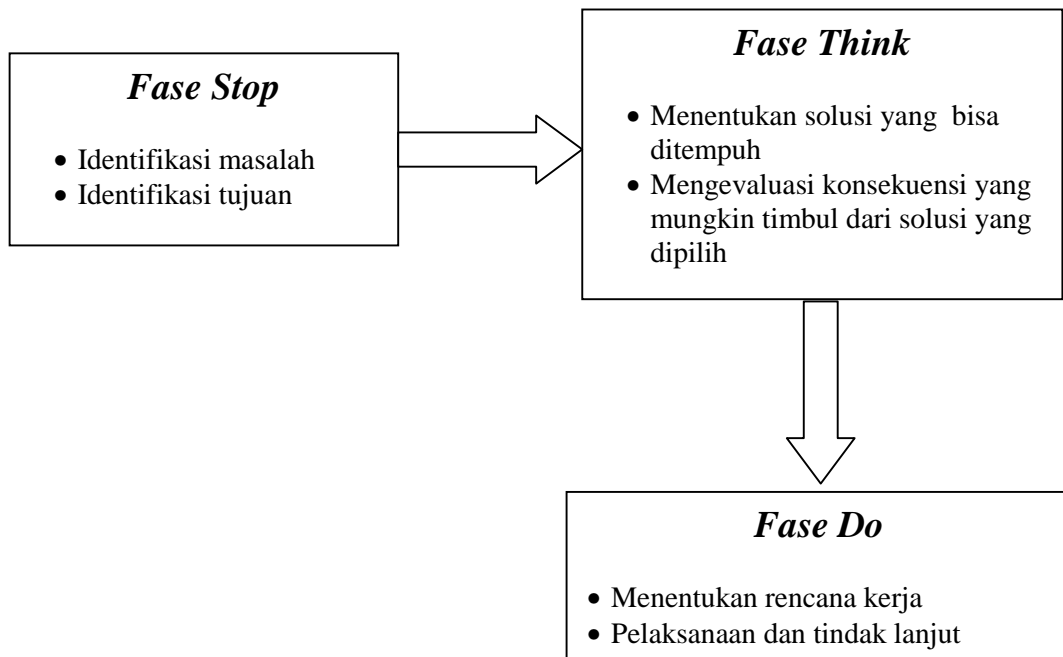 Fase Stop
• Identifikasi masalah
• Identifikasi tujuan
Fase Think
• Menentukan solusi yang bisa
ditempuh
• Mengevaluasi konsekuensi yang
mungkin timbul dari solusi yang
dipilih
Fase Do
• Menentukan rencana kerja
• Pelaksanaan dan tindak lanjut